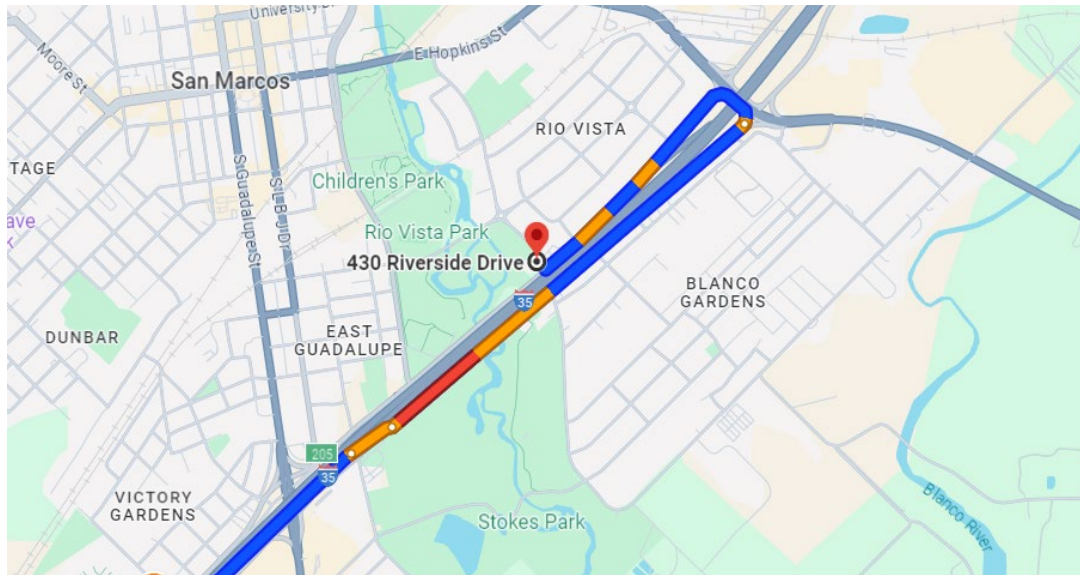 University
E Hopkins St
Moore St
San Marcos
RIO VISTA
TAGE
S Guadalupe St
S LBJ Dr
Children's Park
ave
k
Rio Vista Park
430 Riverside Drive
35
BLANCO
GARDENS
DUNBAR
EAST
GUADALUPE
205
35
VICTORY
GARDENS
Stokes Park
Blanco River